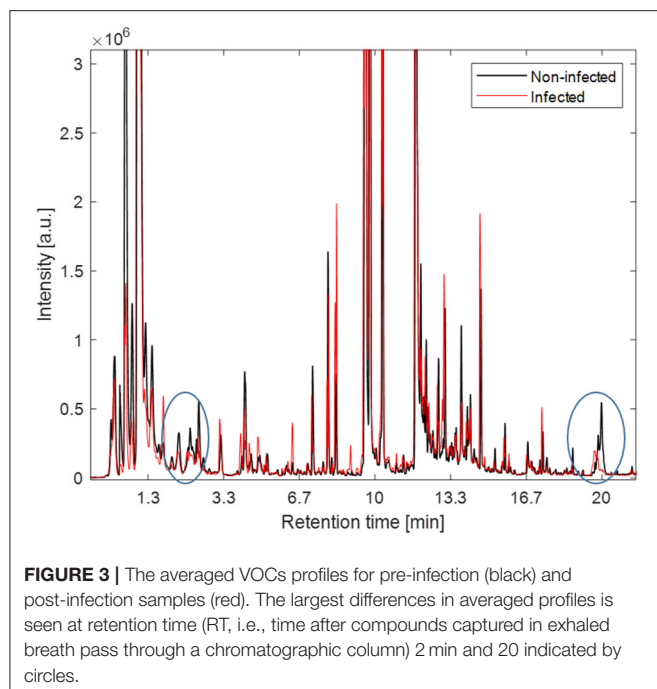 ×10⁶
3
2.5
2
1.5
1
0.5
0
Intensity [a.u.]
Non-infected
Infected
1.3 3.3 6.7 10 13.3 16.7 20
Retention time [min]
FIGURE 3 | The averaged VOCs profiles for pre-infection (black) and
post-infection samples (red). The largest differences in averaged profiles is
seen at retention time (RT, i.e., time after compounds captured in exhaled
breath pass through a chromatographic column) 2 min and 20 indicated by
circles.